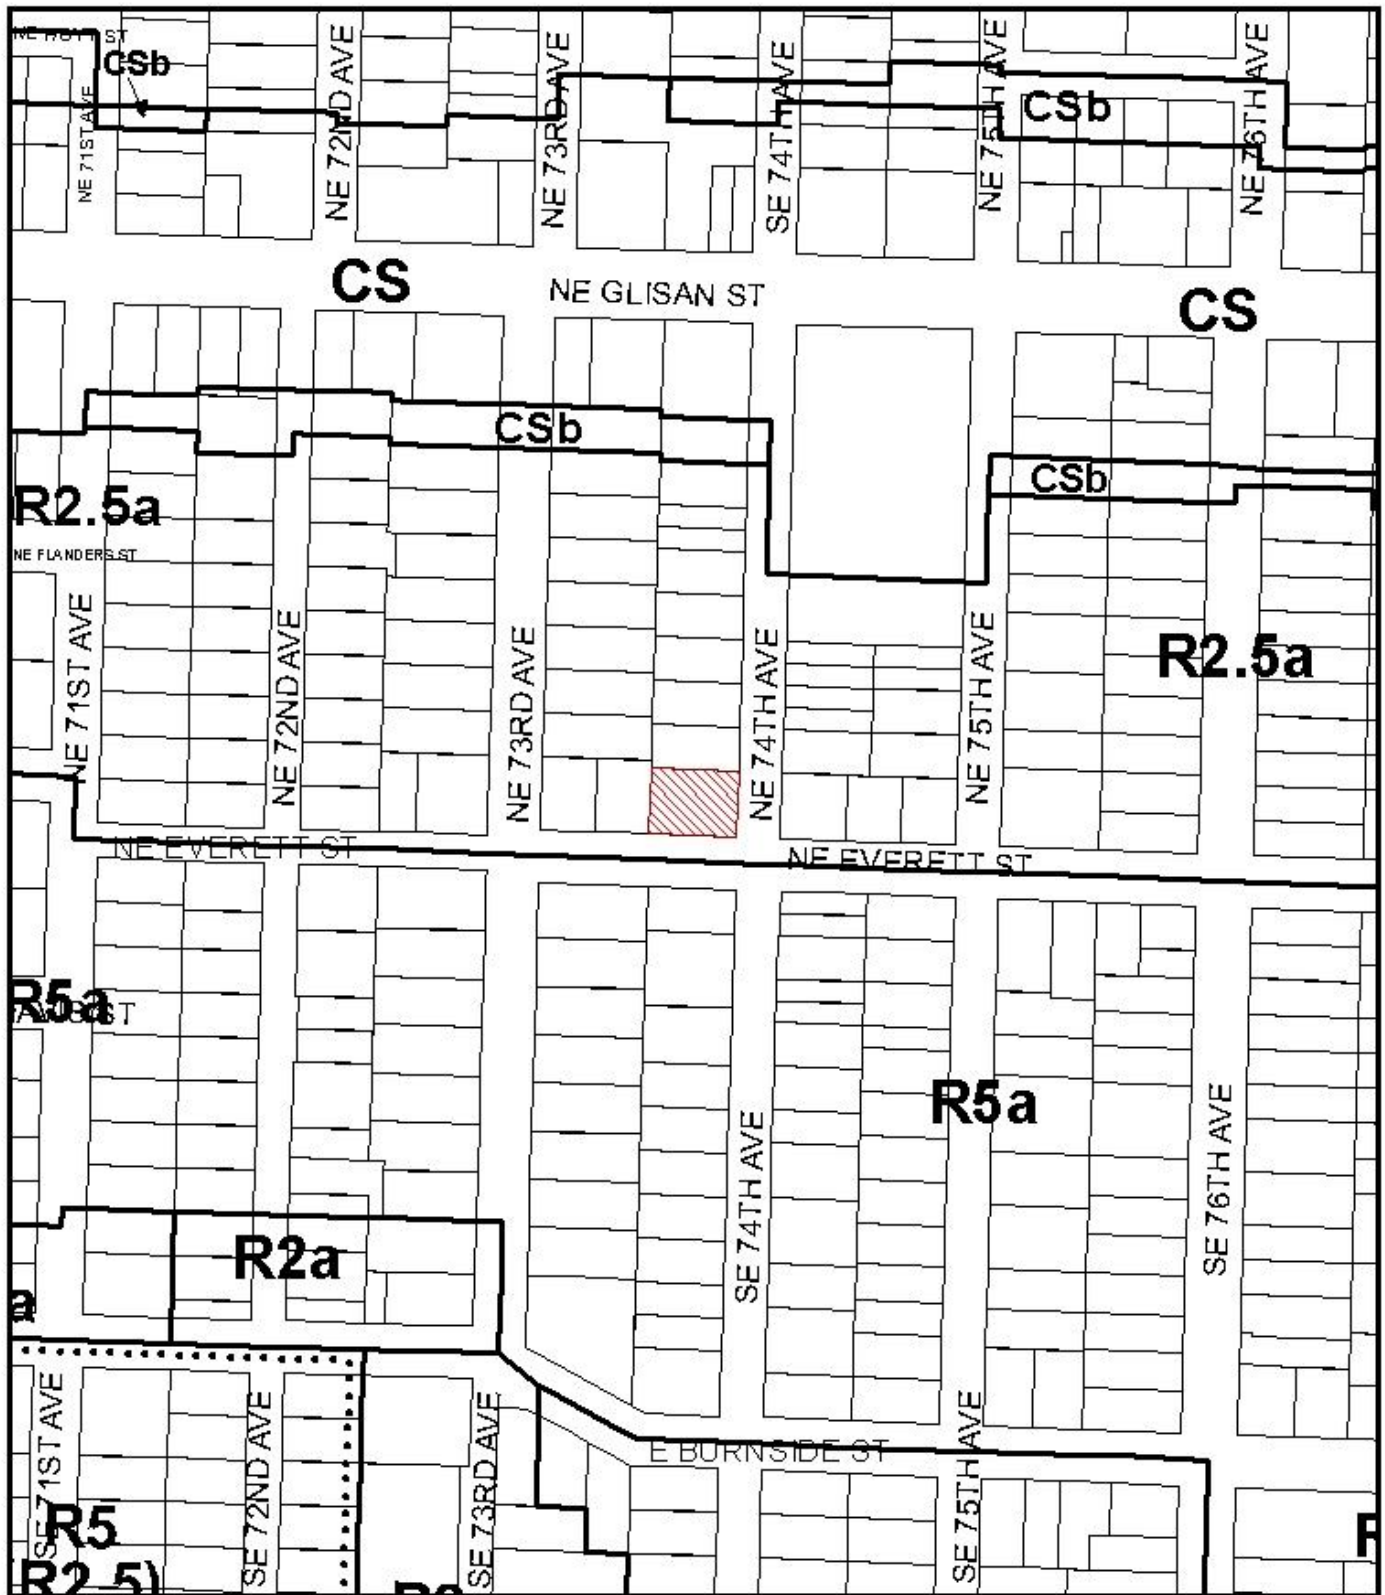 CSb
NE 71ST AVE
NE 72ND AVE
NE 73RD AVE
SE 74TH AVE
NE 75TH AVE
NE 76TH AVE
CSb
CS
NE GLISAN ST
CS
CSb
CSb
R2.5a
NE FLANDERS ST
NE 71ST AVE
NE 72ND AVE
NE 73RD AVE
NE 74TH AVE
NE 75TH AVE
R2.5a
NE EVERETT ST
NE EVERETT ST
R5a
ST
R5a
SE 74TH AVE
SE 76TH AVE
R2a
a
E BURNSIDE ST
SE 71ST AVE
SE 72ND AVE
SE 73RD AVE
SE 75TH AVE
R5
R2.5)